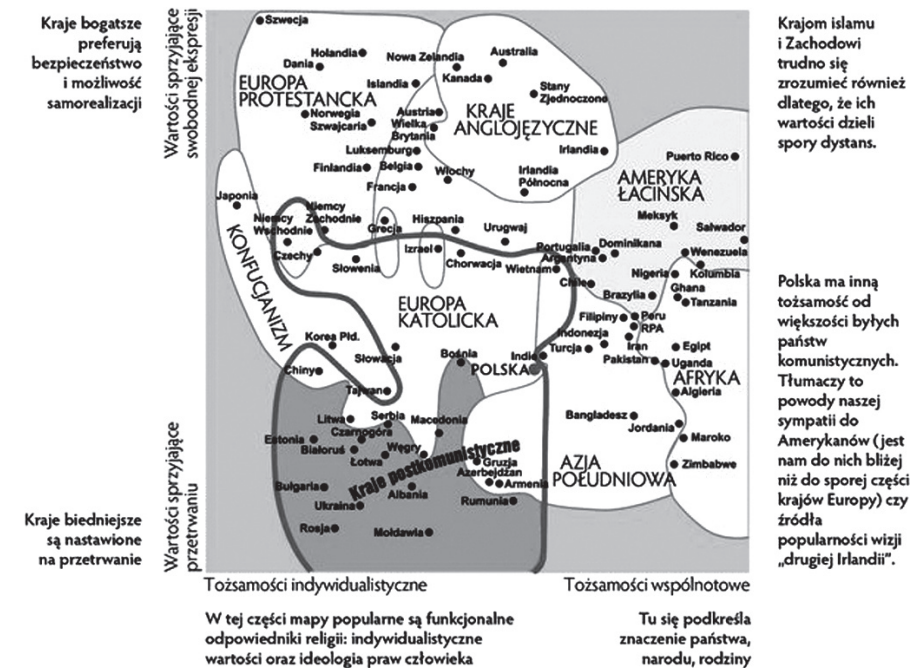 Kraje bogatsze
preferują
bezpieczeństwo
i możliwość
samorealizacji
Kraje biedniejsze
są nastawione
na przetrwanie
Wartości sprzyjające
swobodnej ekspresji
Wartości sprzyjające
przetrwaniu
Szwecja
Holandia
Dania
Nowa Zelandia
Australia
Kanada
Islandia
Stany
Zjednoczone
EUROPA
PROTESTANCKA
Norwegia
Szwajcaria
Austria
Wielka
Brytania
KRAJE
ANGLOJĘZYCZNE
Luksemburg
Irlandia
Finlandia
Belgia
Włochy
Irlandia
Północna
Francja
Puerto Rico
AMERYKA
ŁACIŃSKA
Meksyk
Salwador
Japonia
Niemcy
Wschodnie
Niemcy
Zachodnie
Grecja
Hiszpania
Urugwaj
Czechy
Słowenia
Izrael
Chorwacja
Portugalia
Argentyna
Dominikana
Wenezuela
Wietnam
Kolumbia
Nigeria
Chile
Ghana
Brazylia
Tanzania
KONFUCJANIZM
EUROPA
KATOLICKA
Filipiny
Peru
RPA
Indonezja
Iran
Turcja
Egipt
Pakistan
Uganda
Korea Płd.
Słowacja
Bośnia
Indie
POLSKA
Chiny
Tajwan
AFRYKA
Algieria
Litwa
Serbia
Macedonia
Bangladesz
Jordania
Estonia
Czarnogóra
Maroko
Białoruś
Łotwa
Węgry
Kraje postkomunistyczne
Gruzja
Azerbejdżan
Armenia
AZJA
POŁUDNIOWA
Zimbabwe
Bułgaria
Albania
Rumunia
Ukraina
Rosja
Mołdawia
Tożsamości indywidualistyczne
Tożsamości wspólnotowe
W tej części mapy popularne są funkcjonalne
odpowiedniki religii: indywidualistyczne
wartości oraz ideologia praw człowieka
Tu się podkreśla
znaczenie państwa,
narodu, rodziny
Krajom islamu
i Zachodowi
trudno się
zrozumieć również
dlatego, że ich
wartości dzieli
spory dystans.
Polska ma inną
tożsamość od
większości byłych
państw
komunistycznych.
Tłumaczy to
powody naszej
sympatii do
Amerykanów (jest
nam do nich bliżej
niż do sporej części
krajów Europy) czy
źródła
popularności wizji
„drugiej Irlandii”.